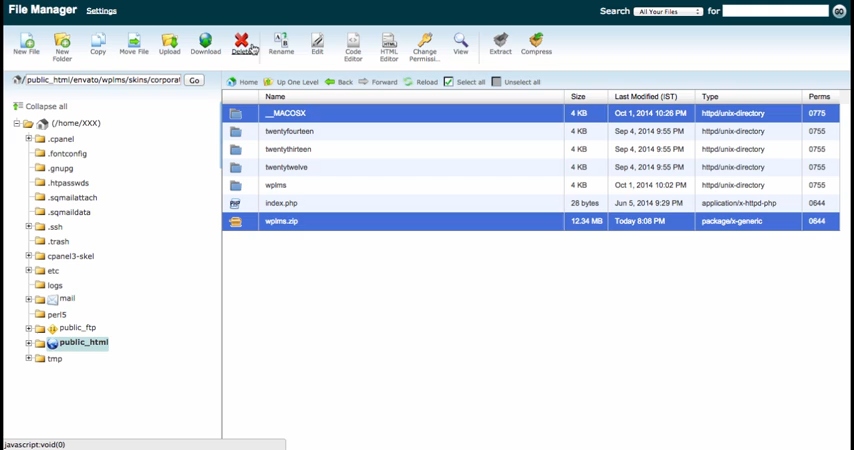 File Manager Settings
Search All Your Files for GO
New File New Folder Copy Move File Upload Download Delete Rename Edit Code Editor HTML Editor Change Permissi... View Extract Compress
/public_html/envato/wplms/skins/corporat Go
Home Up One Level Back Forward Reload Select all Unselect all
Collapse all
(/home/XXX)
.cpanel
.fontconfig
.gnupg
.htpasswds
.sqmailattach
.sqmaildata
.ssh
.trash
cpanel3-skel
etc
logs
mail
perl5
public_ftp
public_html
tmp
Name Size Last Modified (IST) Type Perms
__MACOSX 4 KB Oct 1, 2014 10:26 PM httpd/unix-directory 0775
twentyfourteen 4 KB Sep 4, 2014 9:55 PM httpd/unix-directory 0755
twentythirteen 4 KB Sep 4, 2014 9:55 PM httpd/unix-directory 0755
twentytwelve 4 KB Sep 4, 2014 9:55 PM httpd/unix-directory 0755
wplms 4 KB Oct 1, 2014 10:02 PM httpd/unix-directory 0755
PHP index.php 28 bytes Jun 5, 2014 9:29 PM application/x-httpd-php 0644
wplms.zip 12.34 MB Today 8:08 PM package/x-generic 0644
javascript:void(0)